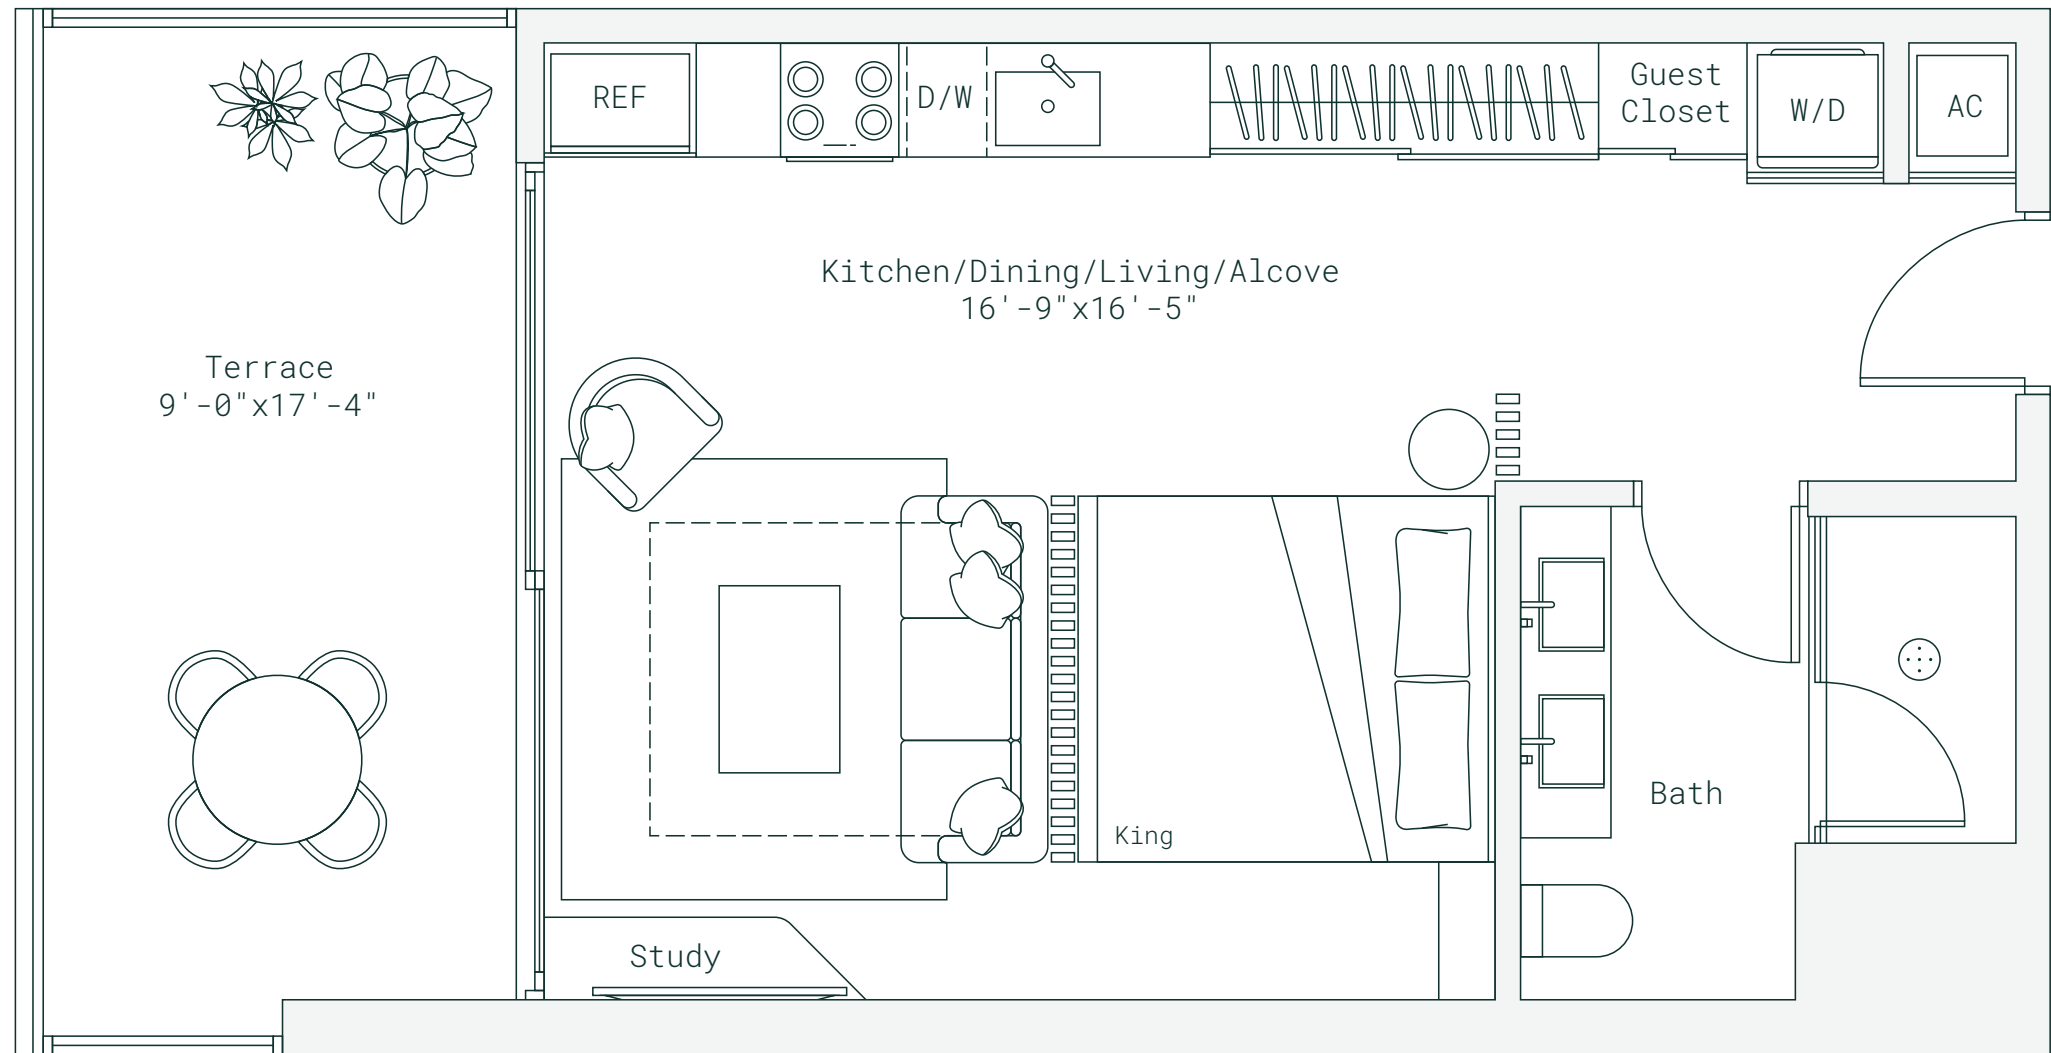 REF
D/W
Guest
Closet
W/D
AC
Kitchen/Dining/Living/Alcove
16'-9"x16'-5"
Terrace
9'-0"x17'-4"
King
Bath
Study